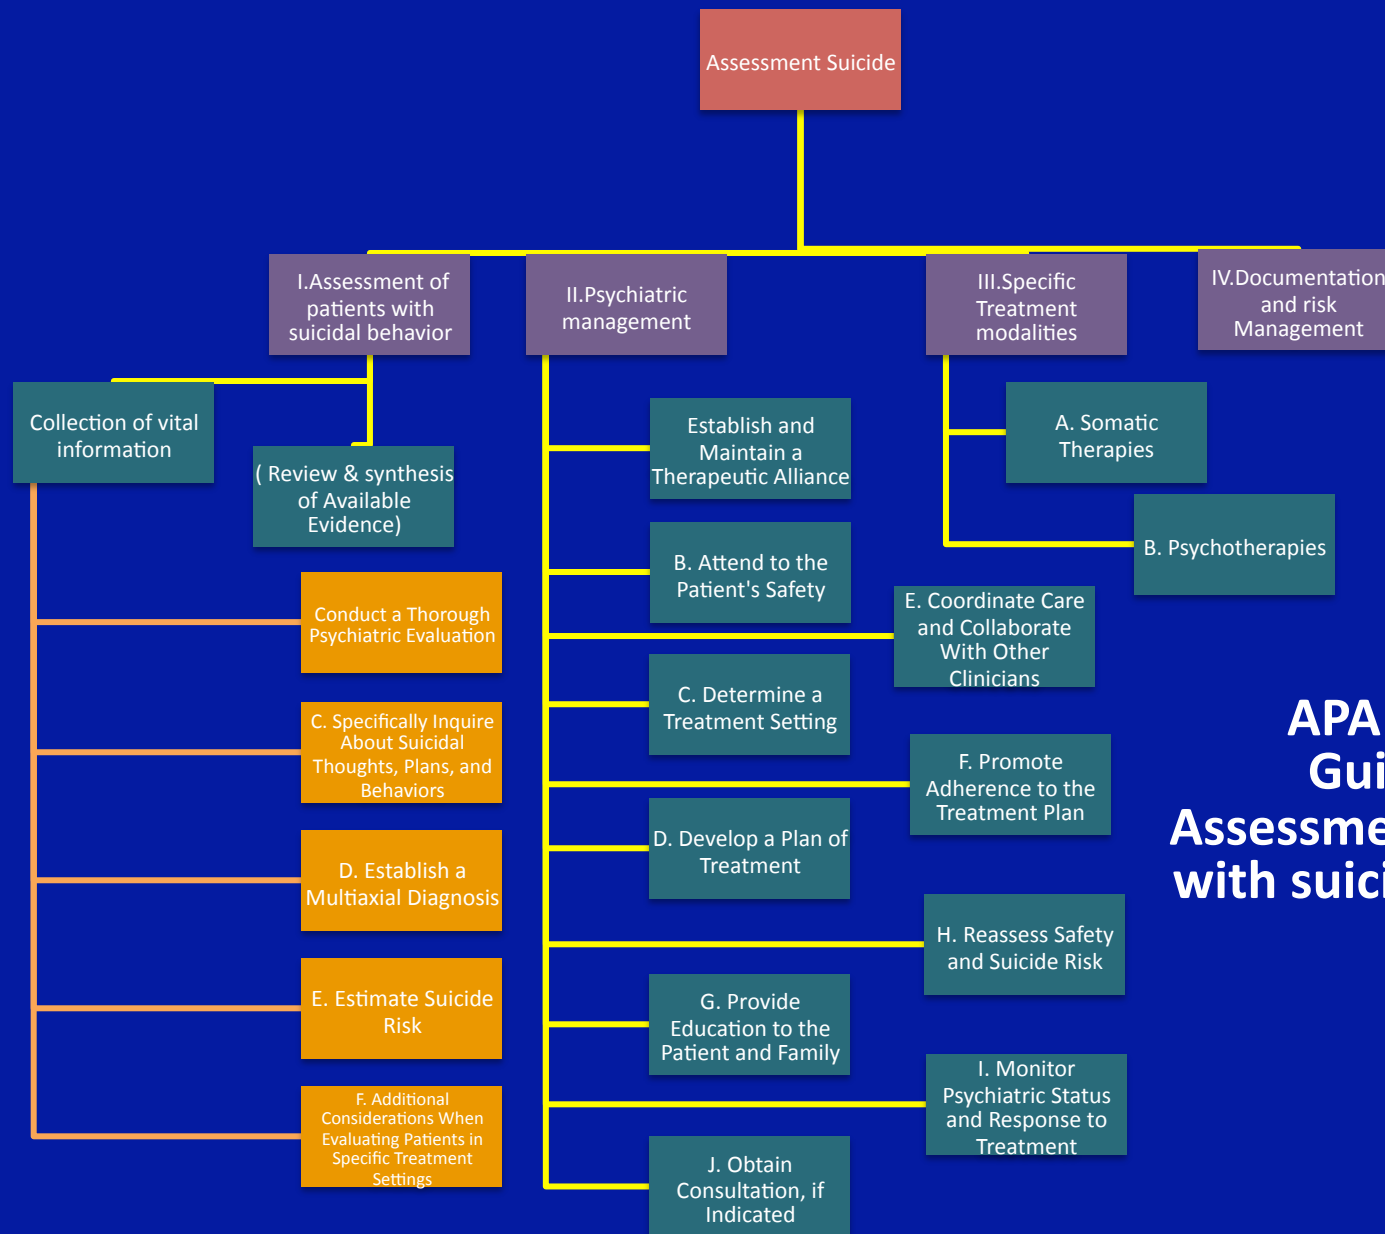 Assessment Suicide
I.Assessment of
patients with
suicidal behavior
II.Psychiatric
management
III.Specific
Treatment
modalities
IV.Documentation
and risk
Management
Collection of vital
information
( Review & synthesis
of Available
Evidence)
Conduct a Thorough
Psychiatric Evaluation
C. Specifically Inquire
About Suicidal
Thoughts, Plans, and
Behaviors
D. Establish a
Multiaxial Diagnosis
E. Estimate Suicide
Risk
F. Additional
Considerations When
Evaluating Patients in
Specific Treatment
Settings
Establish and
Maintain a
Therapeutic Alliance
B. Attend to the
Patient's Safety
C. Determine a
Treatment Setting
D. Develop a Plan of
Treatment
E. Coordinate Care
and Collaborate
With Other
Clinicians
F. Promote
Adherence to the
Treatment Plan
G. Provide
Education to the
Patient and Family
H. Reassess Safety
and Suicide Risk
I. Monitor
Psychiatric Status
and Response to
Treatment
J. Obtain
Consultation, if
Indicated
A. Somatic
Therapies
B. Psychotherapies
APA
Gui
Assessme
with suici